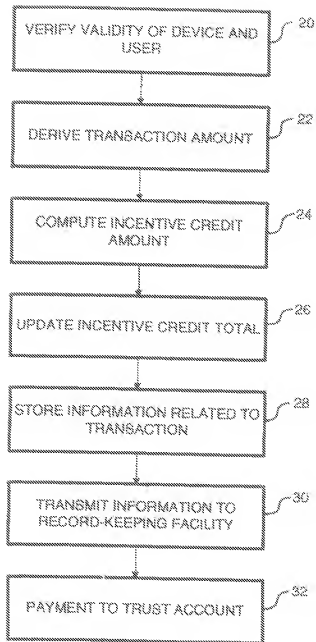 VERIFY VALIDITY OF DEVICE AND
USER
20
DERIVE TRANSACTION AMOUNT
22
COMPUTE INCENTIVE CREDIT
AMOUNT
24
UPDATE INCENTIVE CREDIT TOTAL
26
STORE INFORMATION RELATED TO
TRANSACTION
28
TRANSMIT INFORMATION TO
RECORD-KEEPING FACILITY
30
PAYMENT TO TRUST ACCOUNT
32